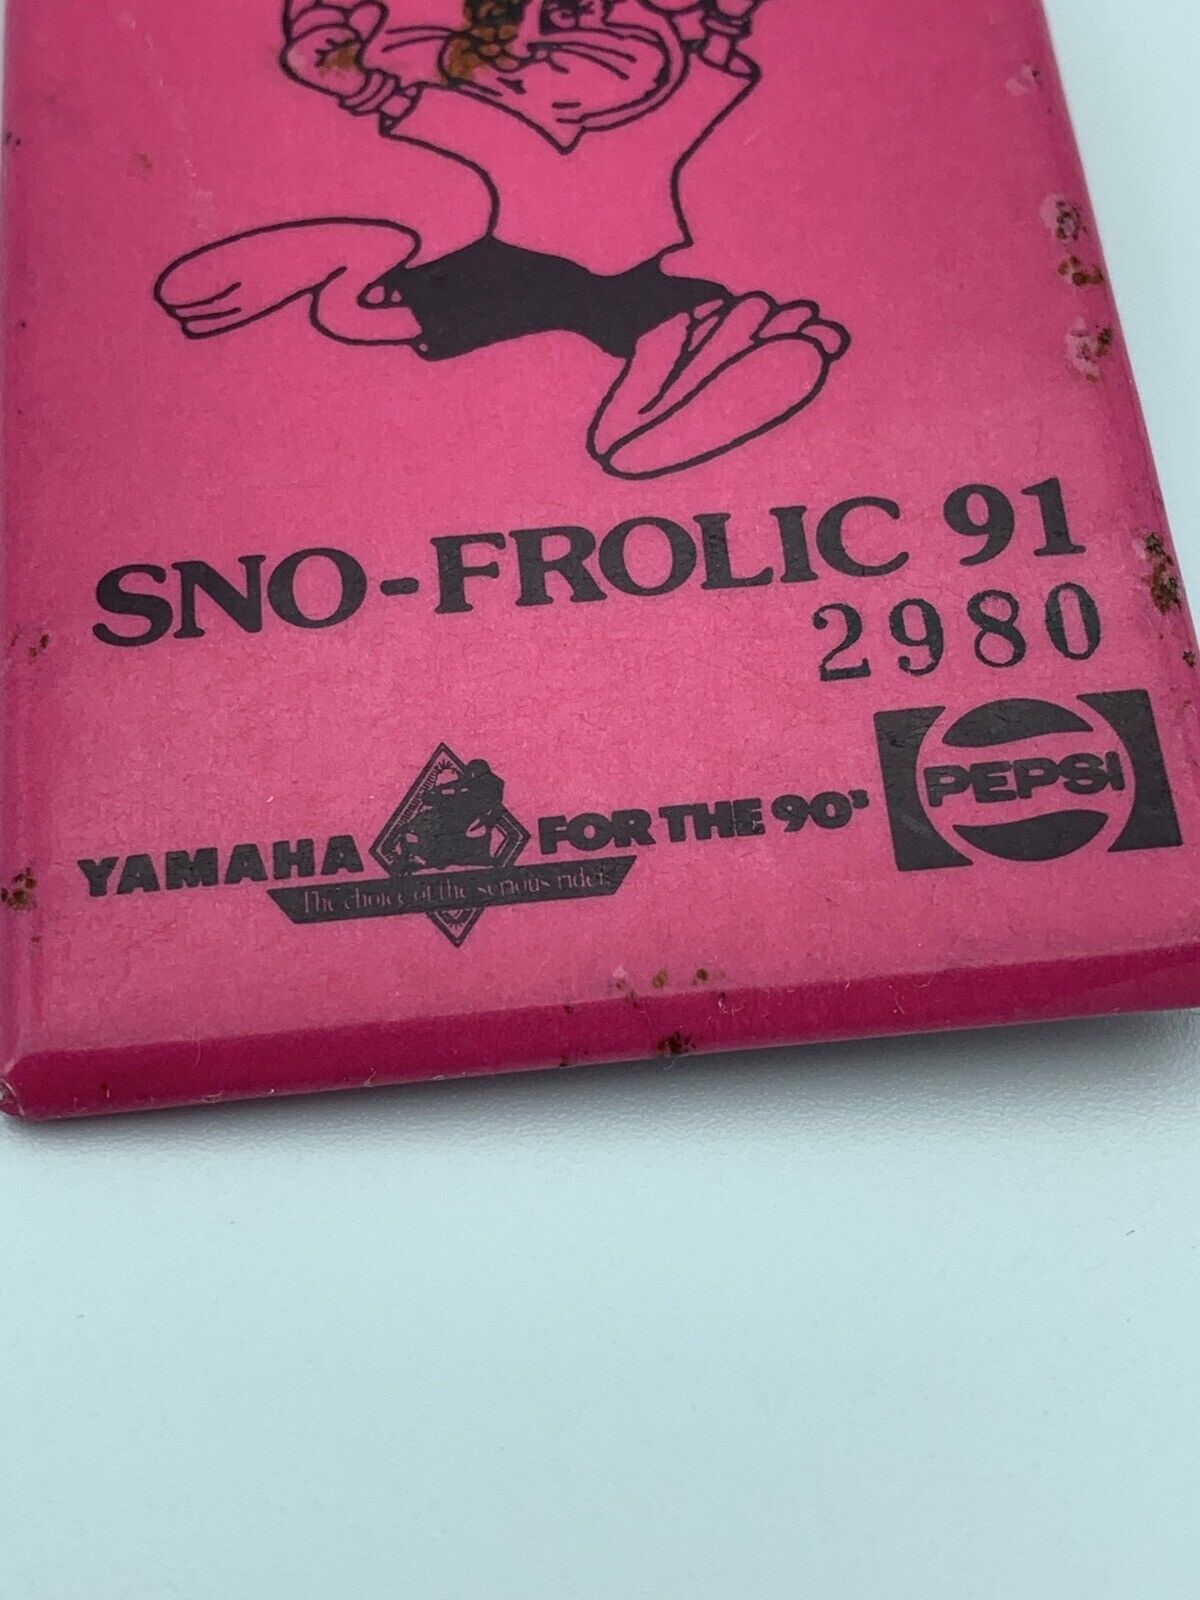 SNO-FROLIC 91
2980
YAMAHA FOR THE 90's
The choice of the serious rider
PEPSI